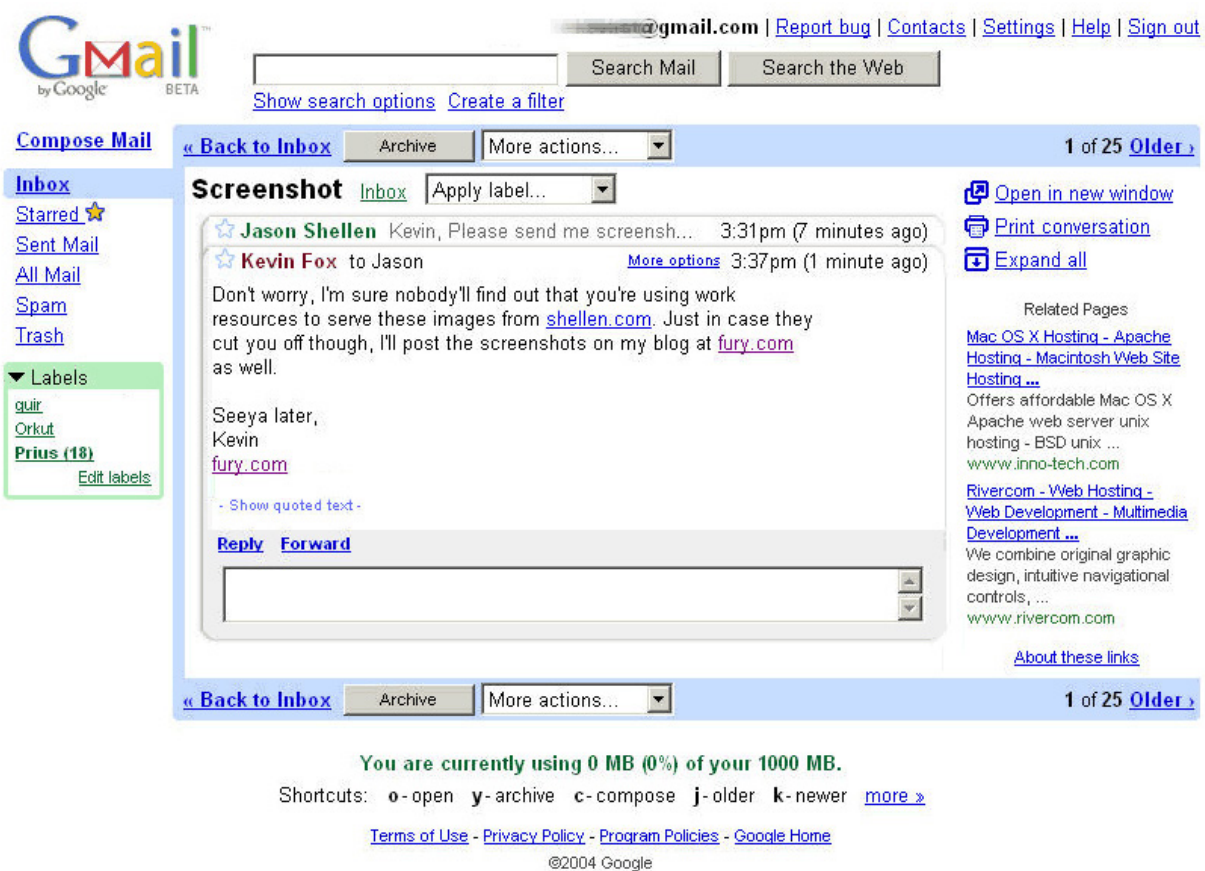 Gmail™
by Google BETA
@gmail.com | Report bug | Contacts | Settings | Help | Sign out
Search Mail Search the Web
Show search options Create a filter
Compose Mail
Inbox
Starred
Sent Mail
All Mail
Spam
Trash
Labels
guir
Orkut
Prius (18)
Edit labels
« Back to Inbox Archive More actions... 1 of 25 Older ›
Screenshot Inbox Apply label...
Jason Shellen Kevin, Please send me screensh... 3:31pm (7 minutes ago)
Kevin Fox to Jason More options 3:37pm (1 minute ago)
Don't worry, I'm sure nobody'll find out that you're using work
resources to serve these images from shellen.com. Just in case they
cut you off though, I'll post the screenshots on my blog at fury.com
as well.
Seeya later,
Kevin
fury.com
- Show quoted text -
Reply Forward
Open in new window
Print conversation
Expand all
Related Pages
Mac OS X Hosting - Apache
Hosting - Macintosh Web Site
Hosting ...
Offers affordable Mac OS X
Apache web server unix
hosting - BSD unix ...
www.inno-tech.com
Rivercom - Web Hosting -
Web Development - Multimedia
Development ...
We combine original graphic
design, intuitive navigational
controls, ...
www.rivercom.com
About these links
« Back to Inbox Archive More actions... 1 of 25 Older ›
You are currently using 0 MB (0%) of your 1000 MB.
Shortcuts: o - open y - archive c - compose j - older k - newer more »
Terms of Use - Privacy Policy - Program Policies - Google Home
©2004 Google